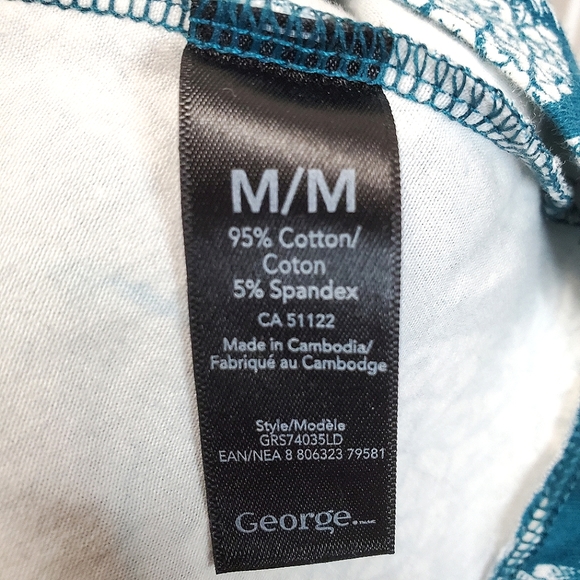 M/M
95% Cotton/
Coton
5% Spandex
CA 51122
Made in Cambodia/
Fabriqué au Cambodge
Style/Modèle
GRS74035LD
EAN/NEA 8 806323 79581
George.